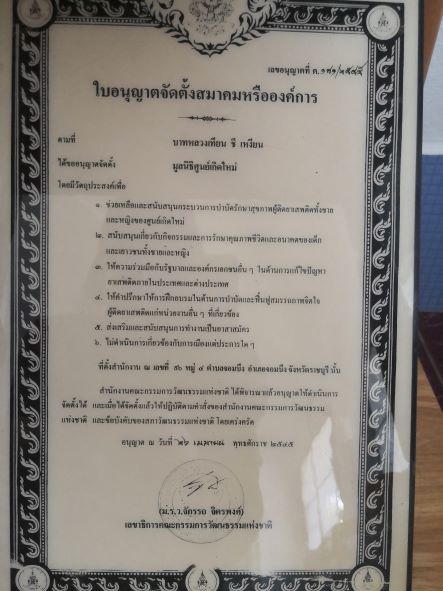 เลขอนุญาตที่ ต. ๑๗๑/๒๕๔๕
ใบอนุญาตจัดตั้งสมาคมหรือองค์การ
ตามที่ บาทหลวงเทียน ชี เหงียน
ได้ขออนุญาตจัดตั้ง มูลนิธิศูนย์เกิดใหม่
โดยมีวัตถุประสงค์เพื่อ
๑. ช่วยเหลือและสนับสนุนกระบวนการบำบัดรักษาสุขภาพผู้ติดยาเสพติดทั้งชาย
และหญิงของศูนย์เกิดใหม่
๒. สนับสนุนเกี่ยวกับกิจกรรมและการรักษาคุณภาพชีวิตและอนาคตของเด็ก
และเยาวชนทั้งชายและหญิง
๓. ให้ความร่วมมือกับรัฐบาลและองค์กรเอกชนอื่น ๆ ในด้านการแก้ไขปัญหา
ยาเสพติดภายในประเทศและต่างประเทศ
๔. ให้คำปรึกษาให้การฝึกอบรมในด้านการบำบัดและฟื้นฟูสมรรถภาพจิตใจ
ผู้ติดยาเสพติดแก่หน่วยงานอื่น ๆ ที่เกี่ยวข้อง
๕. ส่งเสริมและสนับสนุนการทำงานเป็นอาสาสมัคร
๖. ไม่ดำเนินการเกี่ยวข้องกับการเมืองแต่ประการใด ๆ
ที่ตั้งสำนักงาน ณ เลขที่ ๕๖ หมู่ ๔ ตำบลจอมบึง อำเภอจอมบึง จังหวัดราชบุรี นั้น
สำนักงานคณะกรรมการวัฒนธรรมแห่งชาติ ได้พิจารณาแล้วอนุญาตให้ดำเนินการ
จัดตั้งได้ และเมื่อได้จัดตั้งแล้วให้ปฏิบัติตามคำสั่งของสำนักงานคณะกรรมการวัฒนธรรม
แห่งชาติ และข้อบังคับของสภาวัฒนธรรมแห่งชาติ โดยเคร่งครัด
อนุญาต ณ วันที่ ๒๖ เมษายน พุทธศักราช ๒๕๔๕
(ม.ร.ว.จักรรถ จิตรพงศ์)
เลขาธิการคณะกรรมการวัฒนธรรมแห่งชาติ